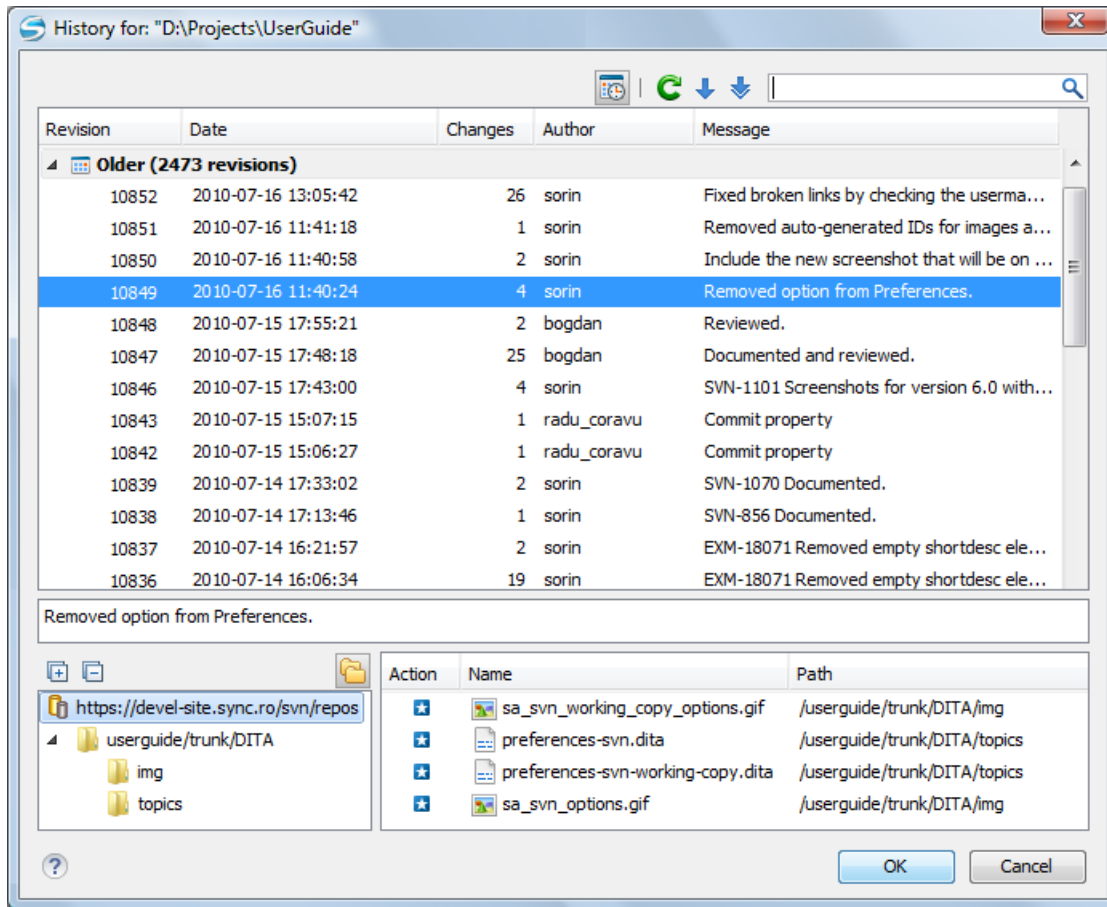 History for: "D:\Projects\UserGuide"
Revision Date Changes Author Message
Older (2473 revisions)
10852 2010-07-16 13:05:42 26 sorin Fixed broken links by checking the userma...
10851 2010-07-16 11:41:18 1 sorin Removed auto-generated IDs for images a...
10850 2010-07-16 11:40:58 2 sorin Include the new screenshot that will be on ...
10849 2010-07-16 11:40:24 4 sorin Removed option from Preferences.
10848 2010-07-15 17:55:21 2 bogdan Reviewed.
10847 2010-07-15 17:48:18 25 bogdan Documented and reviewed.
10846 2010-07-15 17:43:00 4 sorin SVN-1101 Screenshots for version 6.0 with...
10843 2010-07-15 15:07:15 1 radu_coravu Commit property
10842 2010-07-15 15:06:27 1 radu_coravu Commit property
10839 2010-07-14 17:33:02 2 sorin SVN-1070 Documented.
10838 2010-07-14 17:13:46 1 sorin SVN-856 Documented.
10837 2010-07-14 16:21:57 2 sorin EXM-18071 Removed empty shortdesc ele...
10836 2010-07-14 16:06:34 19 sorin EXM-18071 Removed empty shortdesc ele...
Removed option from Preferences.
https://devel-site.sync.ro/svn/repos
userguide/trunk/DITA
img
topics
Action Name Path
sa_svn_working_copy_options.gif /userguide/trunk/DITA/img
preferences-svn.dita /userguide/trunk/DITA/topics
preferences-svn-working-copy.dita /userguide/trunk/DITA/topics
sa_svn_options.gif /userguide/trunk/DITA/img
? OK Cancel